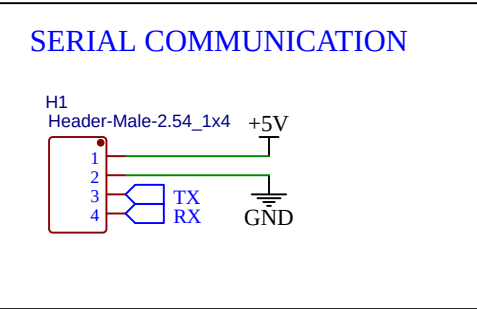 SERIAL COMMUNICATION
H1
Header-Male-2.54_1x4
+5V
1
2
3 TX
4 RX
GND